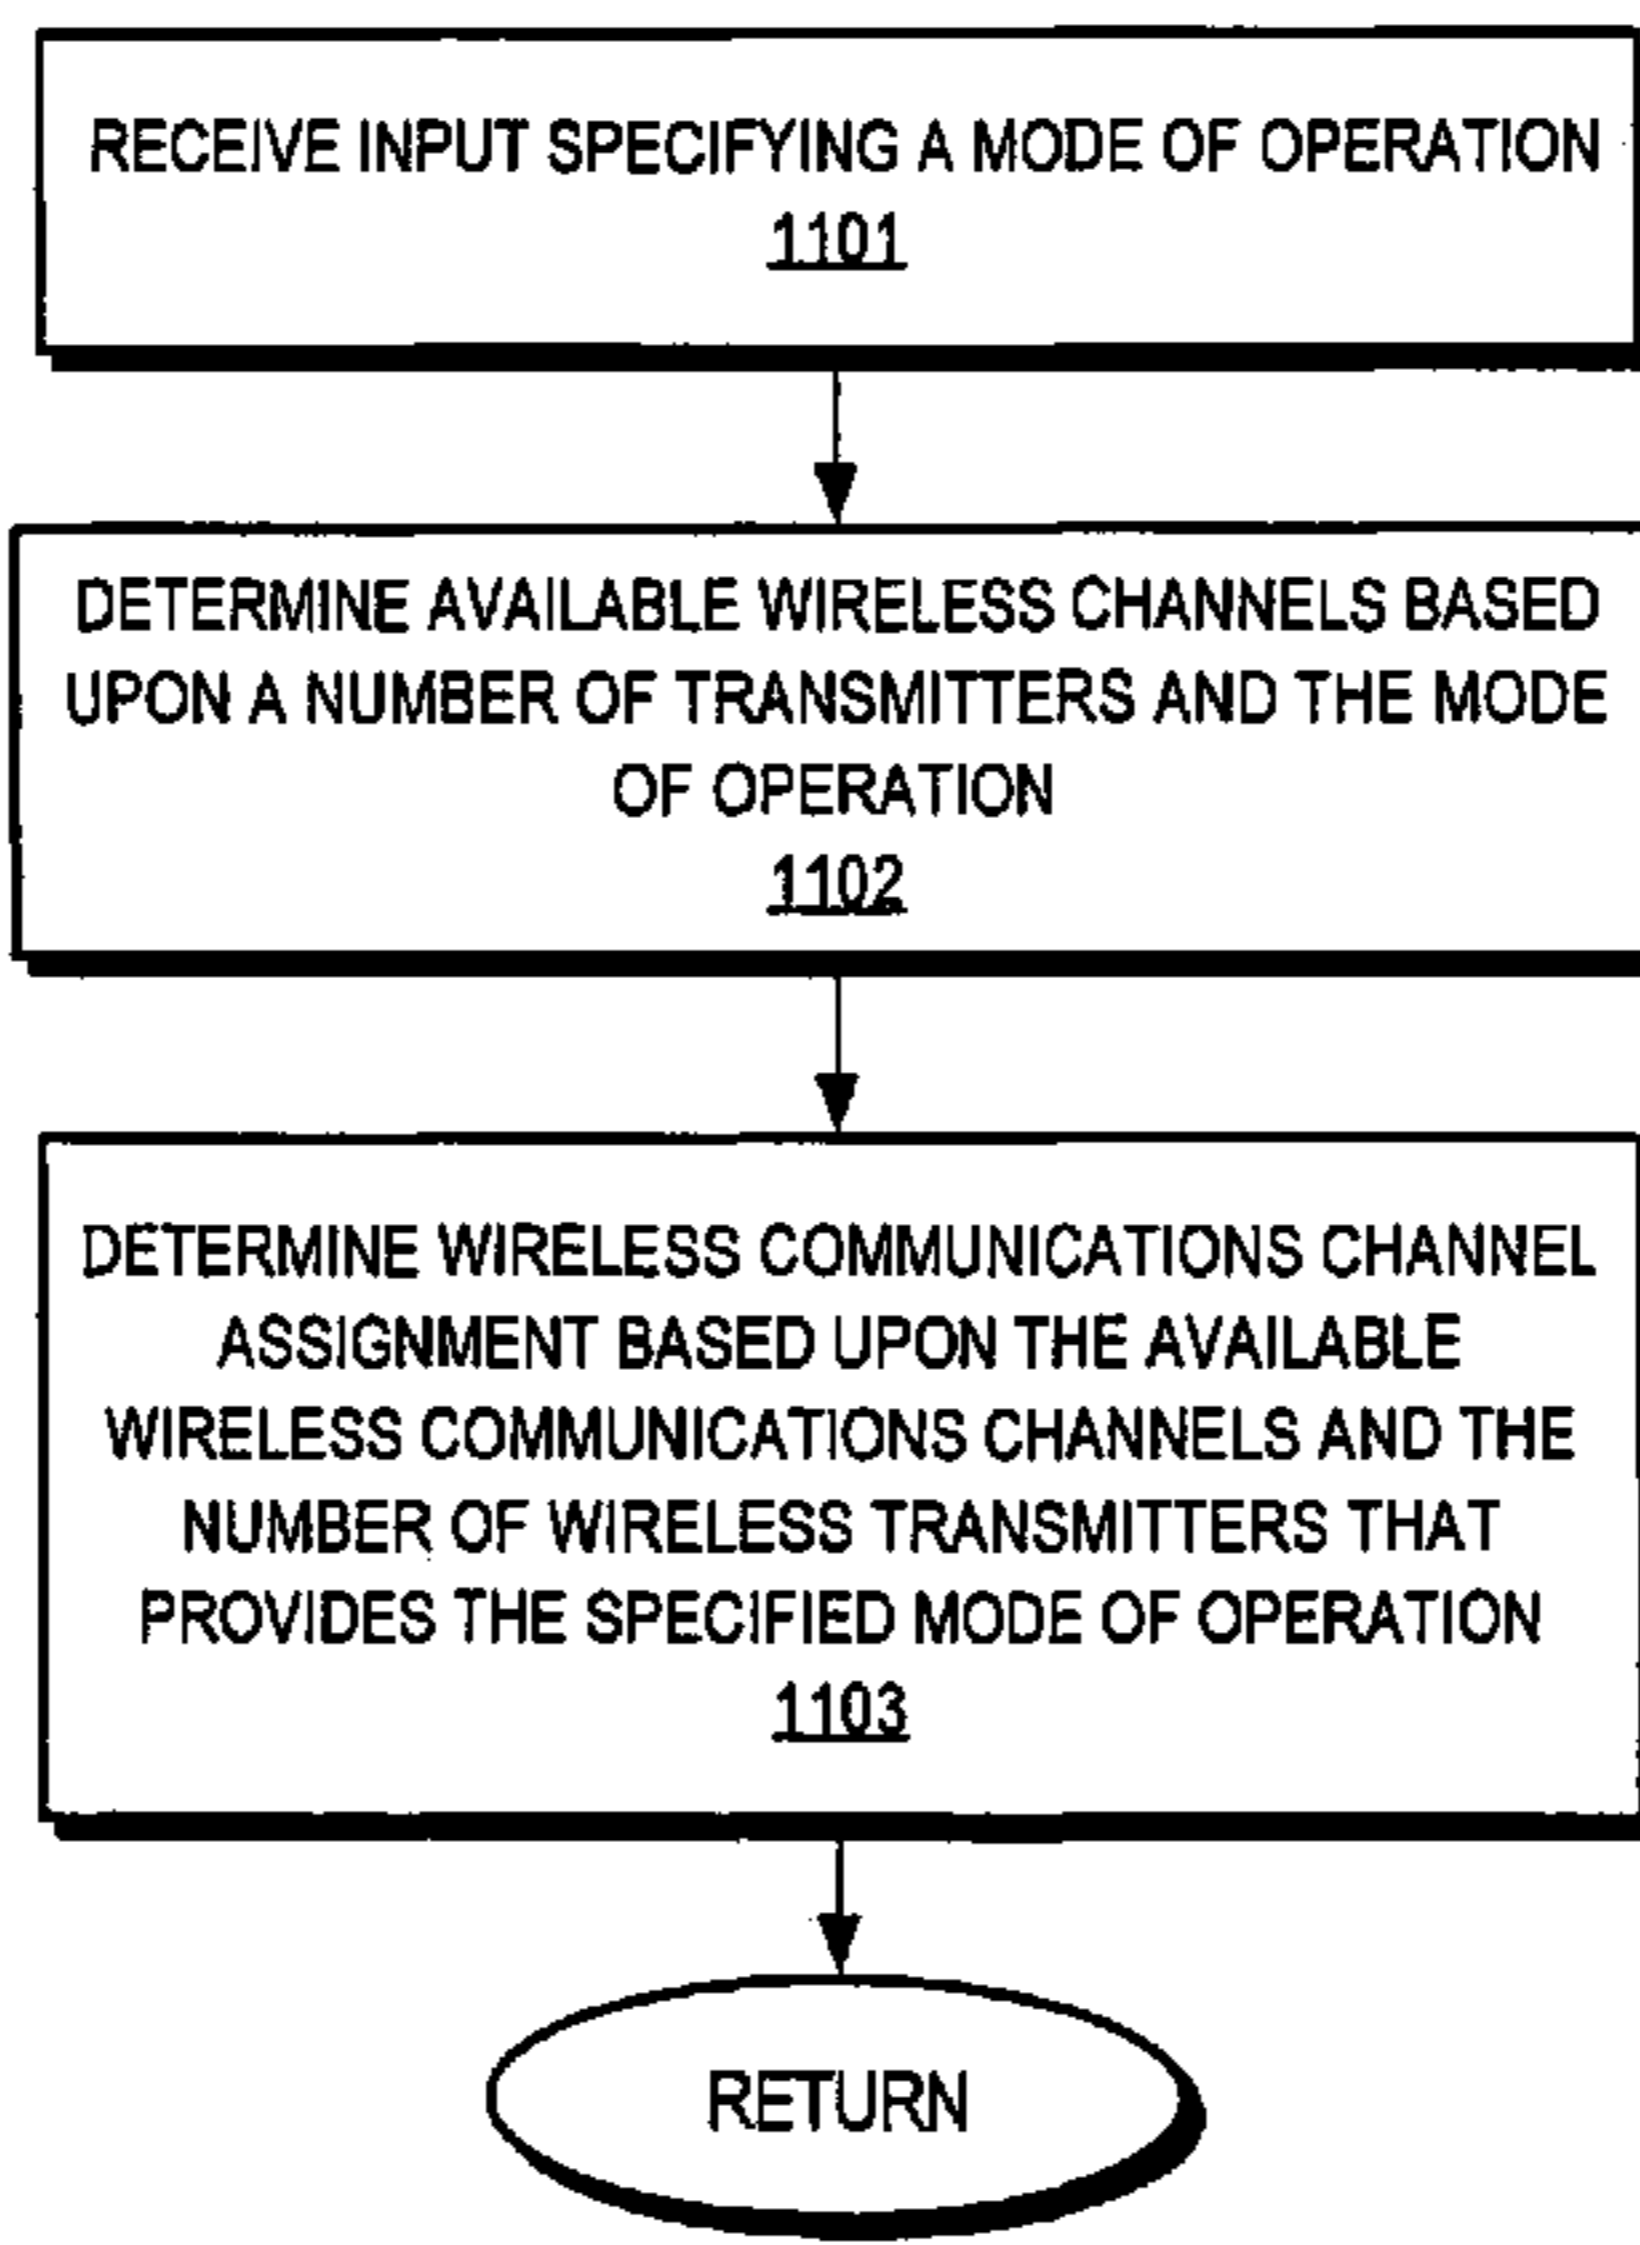 RECEIVE INPUT SPECIFYING A MODE OF OPERATION
1101
DETERMINE AVAILABLE WIRELESS CHANNELS BASED
UPON A NUMBER OF TRANSMITTERS AND THE MODE
OF OPERATION
1102
DETERMINE WIRELESS COMMUNICATIONS CHANNEL
ASSIGNMENT BASED UPON THE AVAILABLE
WIRELESS COMMUNICATIONS CHANNELS AND THE
NUMBER OF WIRELESS TRANSMITTERS THAT
PROVIDES THE SPECIFIED MODE OF OPERATION
1103
RETURN